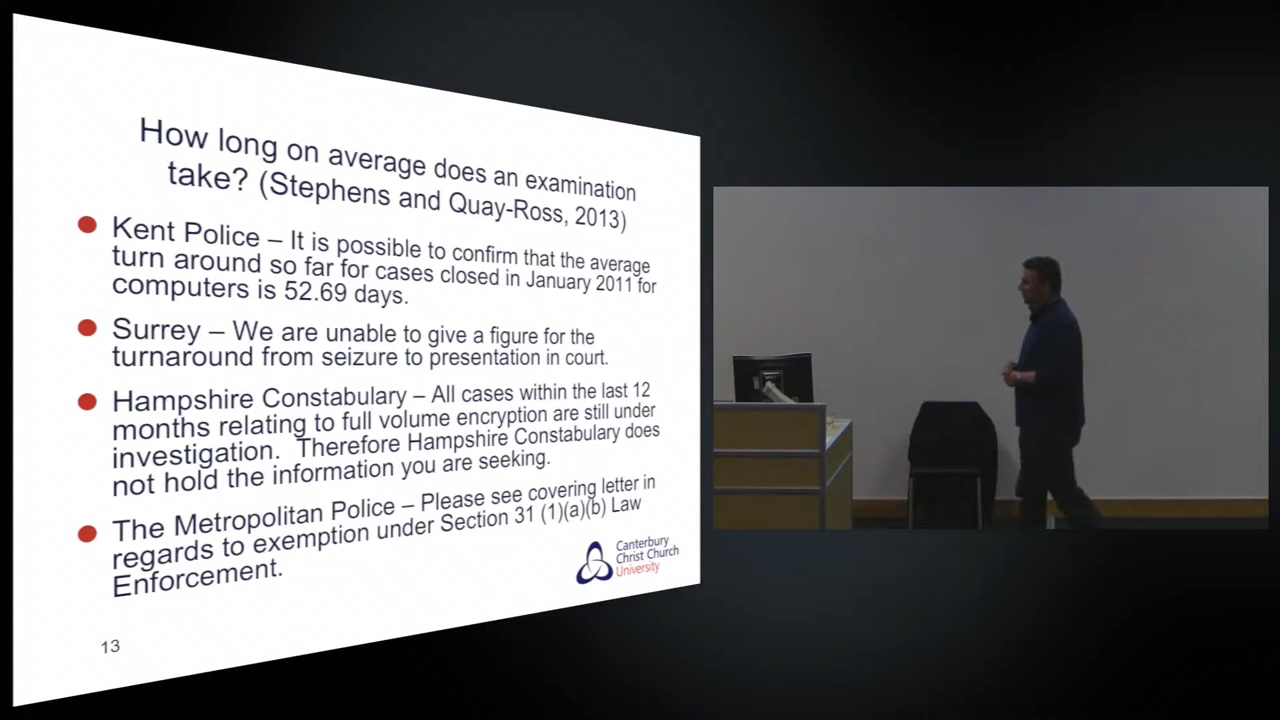 How long on average does an examination
take? (Stephens and Quay-Ross, 2013)
Kent Police – It is possible to confirm that the average
turn around so far for cases closed in January 2011 for
computers is 52.69 days.
Surrey – We are unable to give a figure for the
turnaround from seizure to presentation in court.
Hampshire Constabulary – All cases within the last 12
months relating to full volume encryption are still under
investigation.  Therefore Hampshire Constabulary does
not hold the information you are seeking.
The Metropolitan Police – Please see covering letter in
regards to exemption under Section 31 (1)(a)(b) Law
Enforcement.
Canterbury
Christ Church
University
13